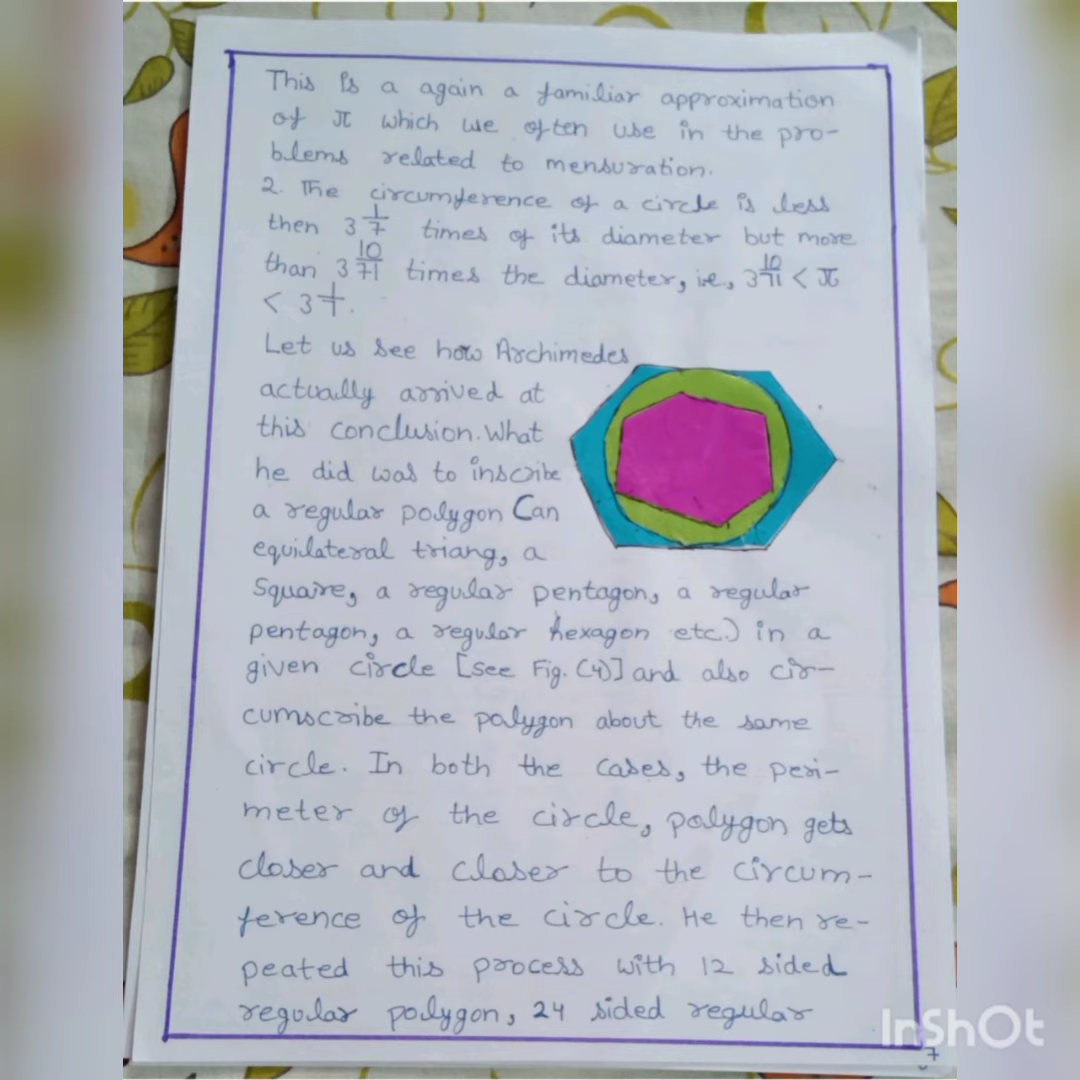 This is a again a familiar approximation
of π which we often use in the pro-
blems related to mensuration.
2. The circumference of a circle is less
then 3 1/7 times of its diameter but more
than 3 10/71 times the diameter, i.e., 3 10/71 < π
< 3 1/7.
Let us see how Archimedes
actually arrived at
this conclusion. What
he did was to inscribe
a regular polygon Can
equilateral triang, a
Square, a regular pentagon, a regular
pentagon, a regular hexagon etc.) in a
given circle [see Fig. (4)] and also cir-
cumscribe the polygon about the same
circle. In both the cases, the peri-
meter of the circle, polygon gets
closer and closer to the circum-
ference of the circle. He then re-
peated this process with 12 sided
regular polygon, 24 sided regular
7
InShOt